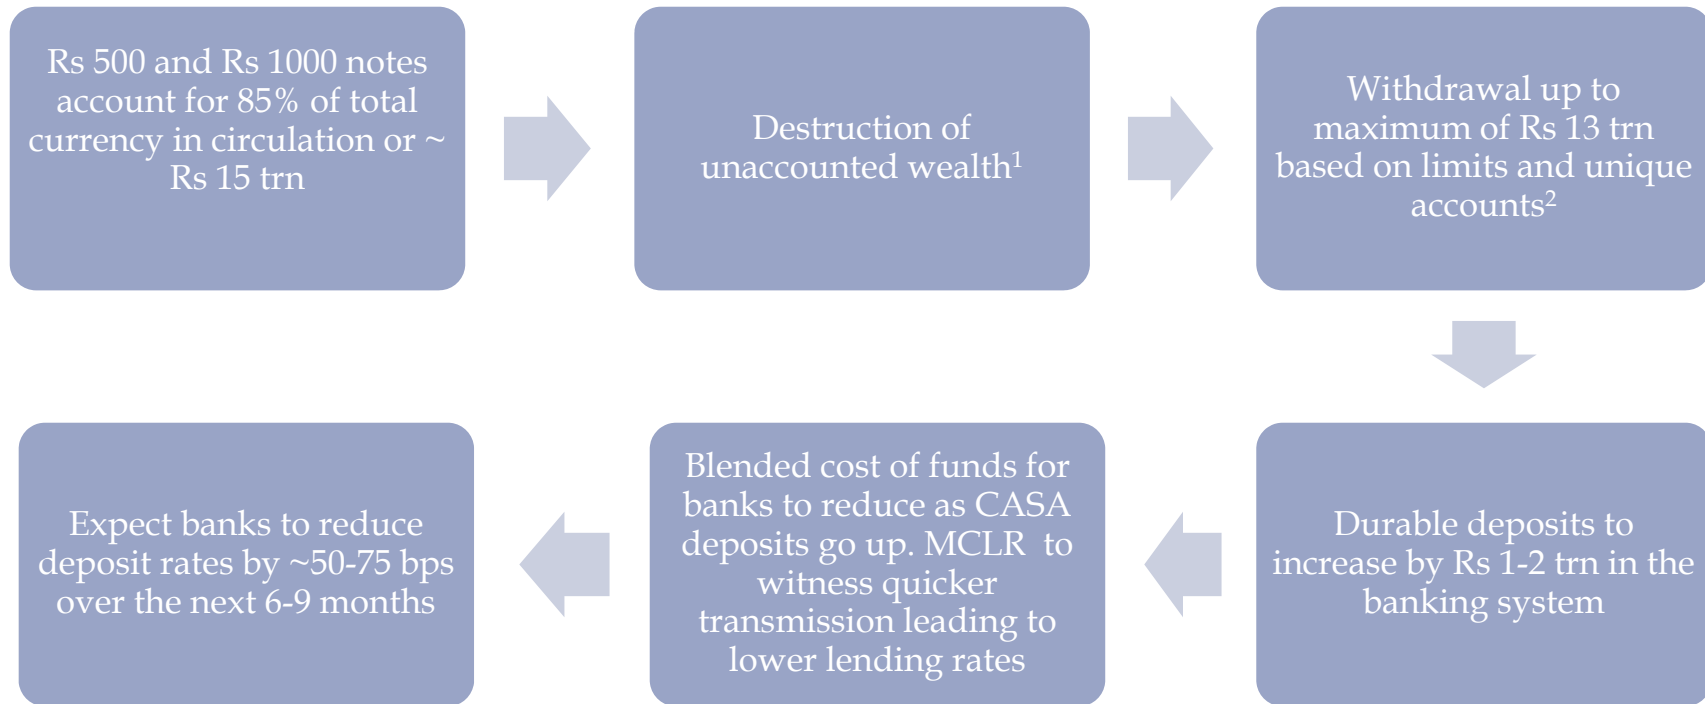 Rs 500 and Rs 1000 notes
account for 85% of total
currency in circulation or ~
Rs 15 trn
Destruction of
unaccounted wealth¹
Withdrawal up to
maximum of Rs 13 trn
based on limits and unique
accounts²
Durable deposits to
increase by Rs 1-2 trn in the
banking system
Blended cost of funds for
banks to reduce as CASA
deposits go up. MCLR to
witness quicker
transmission leading to
lower lending rates
Expect banks to reduce
deposit rates by ~50-75 bps
over the next 6-9 months